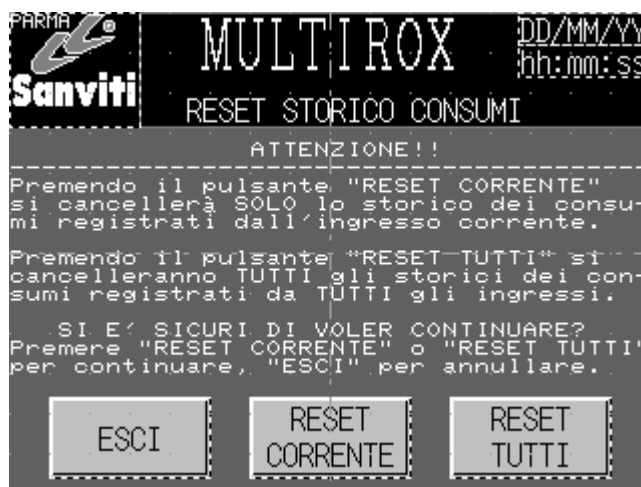 PARMA
Sanviti
MULTIROX
DD/MM/YY
hh:mm:ss
RESET STORICO CONSUMI
ATTENZIONE!!
Premendo il pulsante "RESET CORRENTE"
si cancellerà SOLO lo storico dei consu-
mi registrati dall'ingresso corrente.
Premendo il pulsante "RESET TUTTI" si
cancelleranno TUTTI gli storici dei con-
sumi registrati da TUTTI gli ingressi.
SI E' SICURI DI VOLER CONTINUARE?
Premere "RESET CORRENTE" o "RESET TUTTI"
per continuare, "ESCI" per annullare.
ESCI
RESET
CORRENTE
RESET
TUTTI